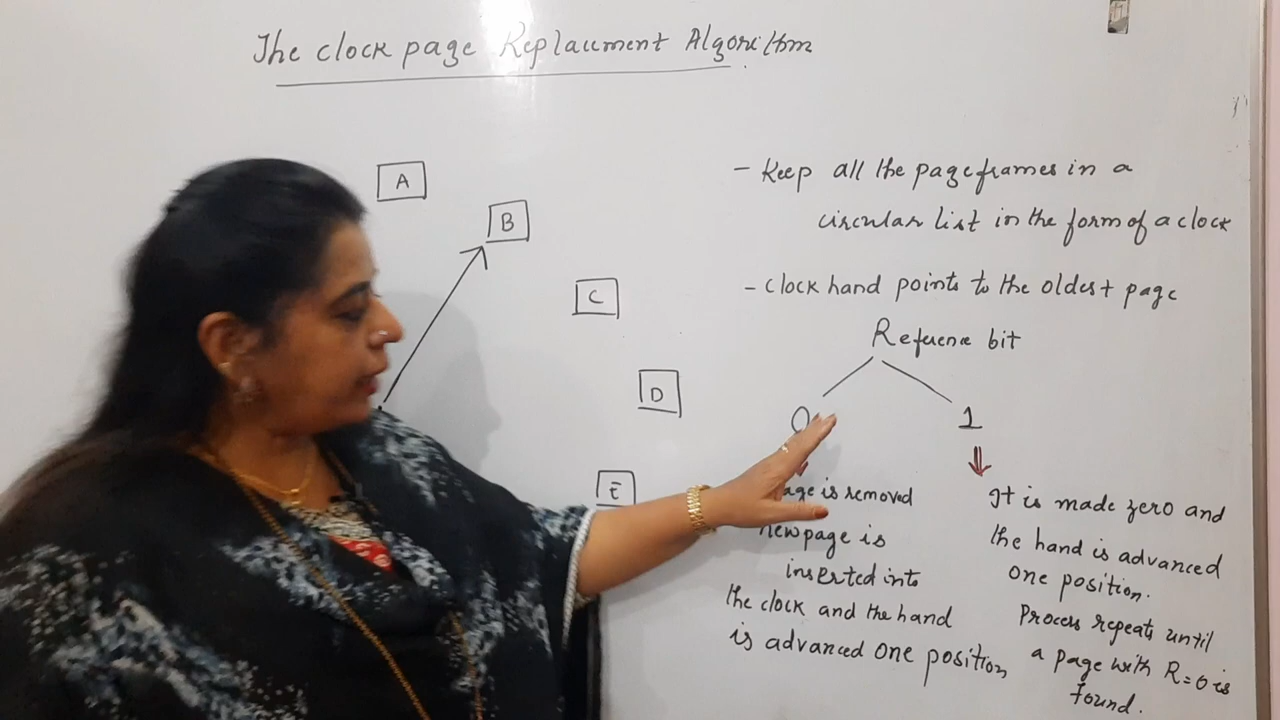 The clock page Replacement Algorithm
A
B
C
D
E
- Keep all the pageframes in a
circular list in the form of a clock
- Clock hand points to the oldest page
Reference bit
0
1
is removed
newpage is
inserted into
the clock and the hand
is advanced one position
It is made zero and
the hand is advanced
one position.
Process repeats until
a page with R=0 is
found.